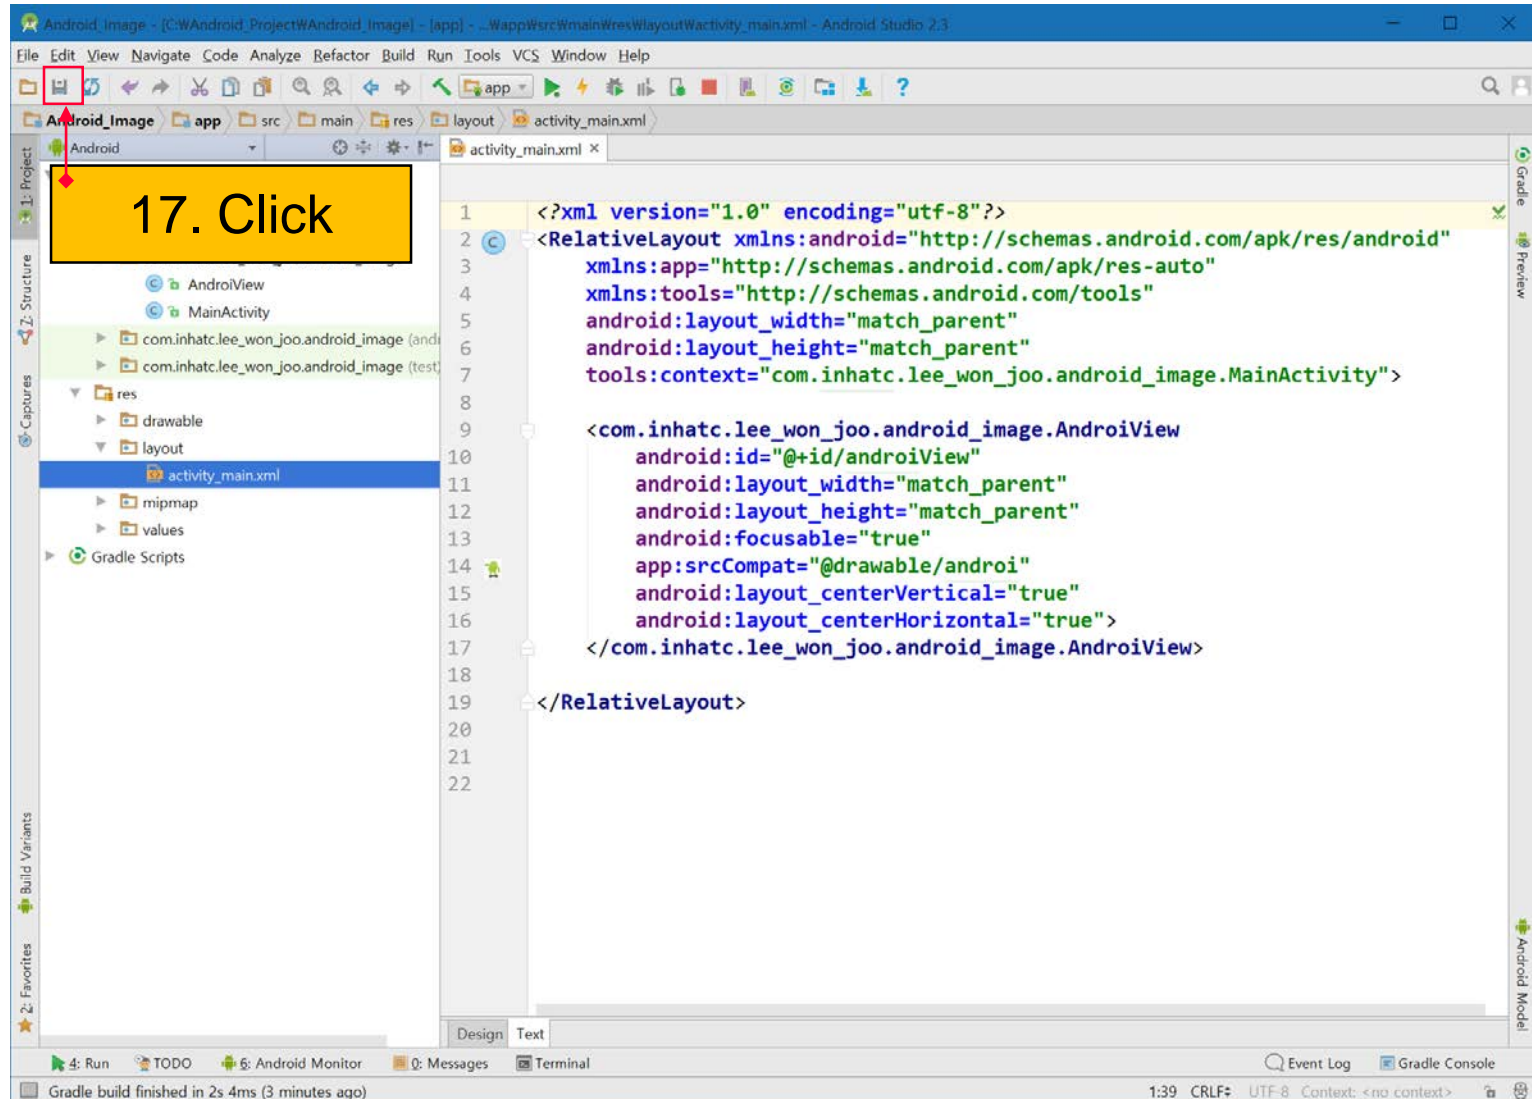 Android_Image - [C:₩Android_Project₩Android_Image] - [app] - ...₩app₩src₩main₩res₩layout₩activity_main.xml - Android Studio 2.3
File Edit View Navigate Code Analyze Refactor Build Run Tools VCS Window Help
app
Android_Image app src main res layout activity_main.xml
Android
activity_main.xml
17. Click
AndroiView
MainActivity
com.inhatc.lee_won_joo.android_image (andr
com.inhatc.lee_won_joo.android_image (test)
res
drawable
layout
activity_main.xml
mipmap
values
Gradle Scripts
1: Project
Z: Structure
Captures
Build Variants
2: Favorites
1 <?xml version="1.0" encoding="utf-8"?>
2 <RelativeLayout xmlns:android="http://schemas.android.com/apk/res/android"
3 xmlns:app="http://schemas.android.com/apk/res-auto"
4 xmlns:tools="http://schemas.android.com/tools"
5 android:layout_width="match_parent"
6 android:layout_height="match_parent"
7 tools:context="com.inhatc.lee_won_joo.android_image.MainActivity">
8
9 <com.inhatc.lee_won_joo.android_image.AndroiView
10 android:id="@+id/androiView"
11 android:layout_width="match_parent"
12 android:layout_height="match_parent"
13 android:focusable="true"
14 app:srcCompat="@drawable/androi"
15 android:layout_centerVertical="true"
16 android:layout_centerHorizontal="true">
17 </com.inhatc.lee_won_joo.android_image.AndroiView>
18
19 </RelativeLayout>
20
21
22
Gradle
Preview
Android Model
Design Text
4: Run TODO 6: Android Monitor 0: Messages Terminal Event Log Gradle Console
Gradle build finished in 2s 4ms (3 minutes ago) 1:39 CRLF UTF-8 Context: <no context>